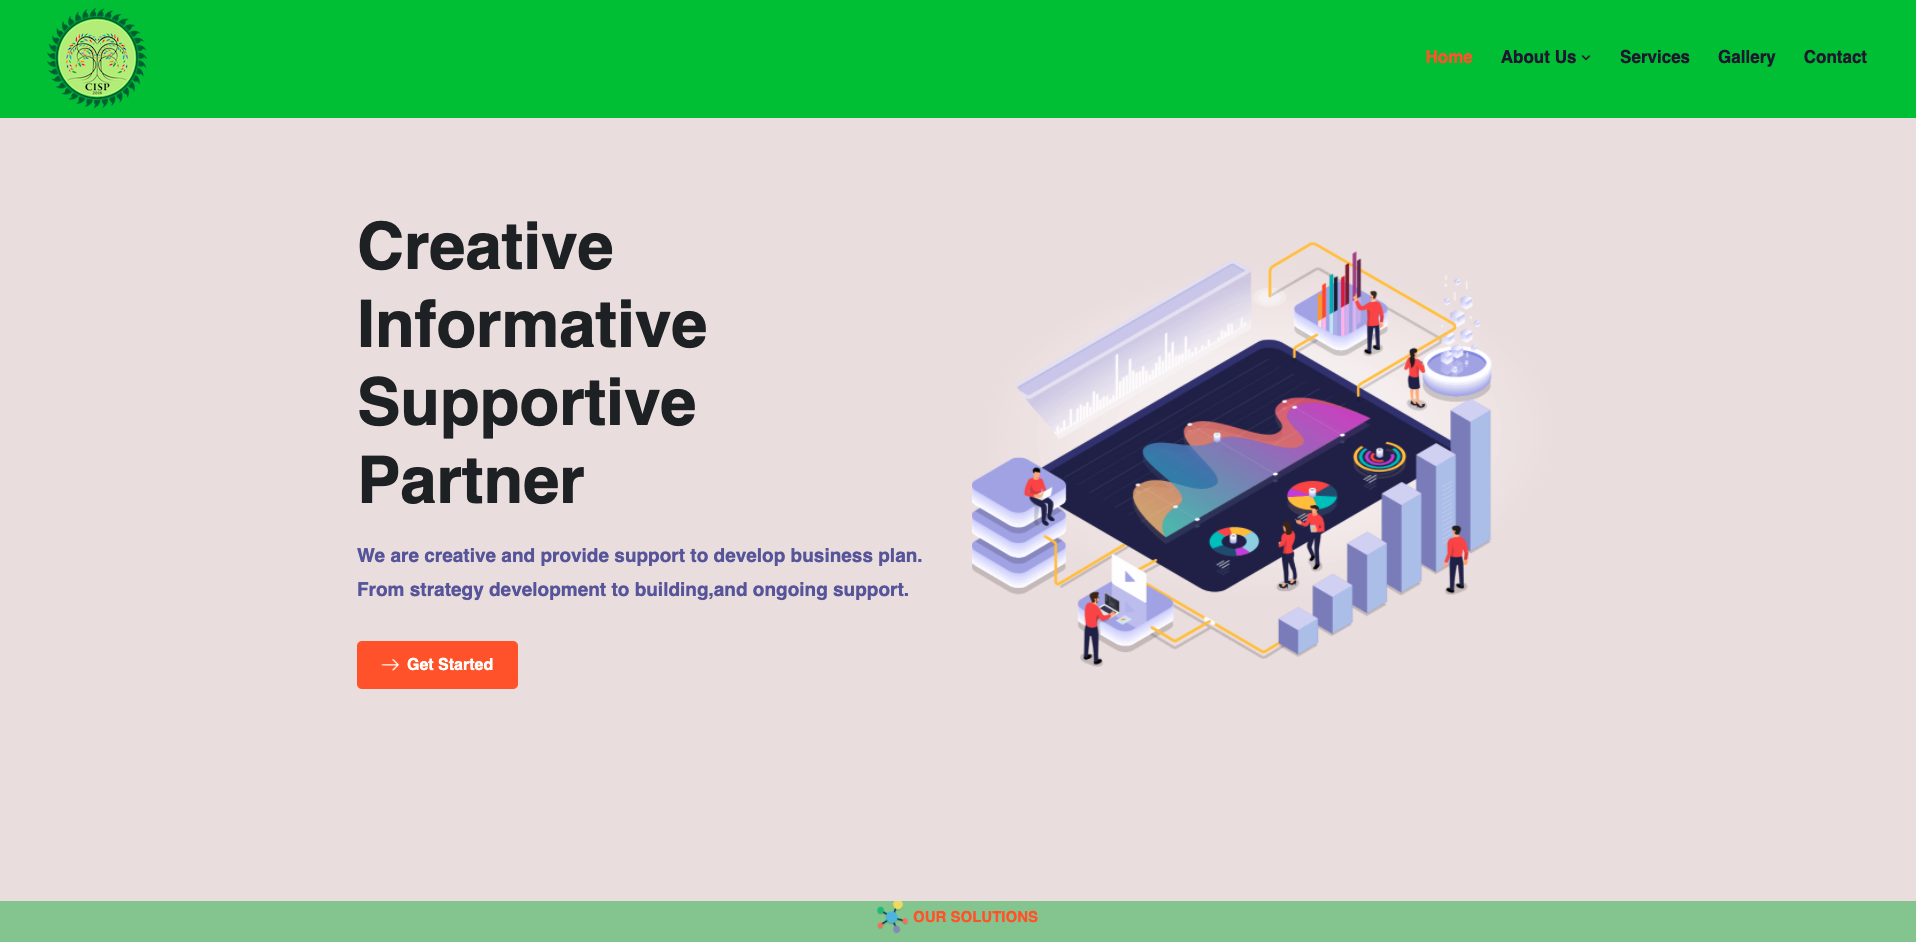 CISP
Home
About Us
Services
Gallery
Contact
Creative
Informative
Supportive
Partner
We are creative and provide support to develop business plan.
From strategy development to building,and ongoing support.
Get Started
OUR SOLUTIONS